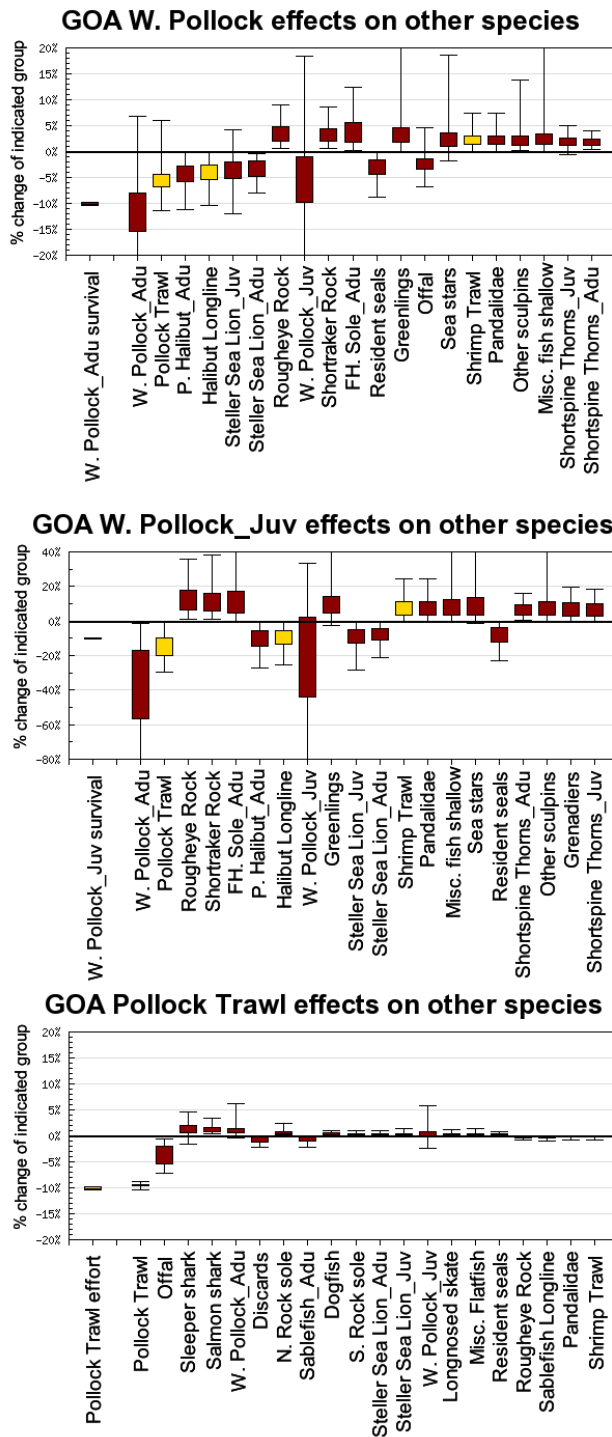 GOA W. Pollock effects on other species
% change of indicated group
20%
15%
10%
5%
0%
-5%
-10%
-15%
-20%
W. Pollock_Adu survival
W. Pollock_Adu
Pollock Trawl
P. Halibut_Adu
Halibut Longline
Steller Sea Lion_Juv
Steller Sea Lion_Adu
Rougheye Rock
W. Pollock_Juv
Shortraker Rock
FH. Sole_Adu
Resident seals
Greenlings
Offal
Sea stars
Shrimp Trawl
Pandalidae
Other sculpins
Misc. fish shallow
Shortspine Thorns_Juv
Shortspine Thorns_Adu
GOA W. Pollock_Juv effects on other species
% change of indicated group
40%
20%
0%
-20%
-40%
-60%
-80%
W. Pollock_Juv survival
W. Pollock_Adu
Pollock Trawl
Rougheye Rock
Shortraker Rock
FH. Sole_Adu
P. Halibut_Adu
Halibut Longline
W. Pollock_Juv
Greenlings
Steller Sea Lion_Juv
Steller Sea Lion_Adu
Shrimp Trawl
Pandalidae
Misc. fish shallow
Sea stars
Resident seals
Shortspine Thorns_Adu
Other sculpins
Grenadiers
Shortspine Thorns_Juv
GOA Pollock Trawl effects on other species
% change of indicated group
20%
15%
10%
5%
0%
-5%
-10%
-15%
-20%
Pollock Trawl effort
Pollock Trawl
Offal
Sleeper shark
Salmon shark
W. Pollock_Adu
Discards
N. Rock sole
Sablefish_Adu
Dogfish
S. Rock sole
Steller Sea Lion_Adu
Steller Sea Lion_Juv
W. Pollock_Juv
Longnosed skate
Misc. Flatfish
Resident seals
Rougheye Rock
Sablefish Longline
Pandalidae
Shrimp Trawl